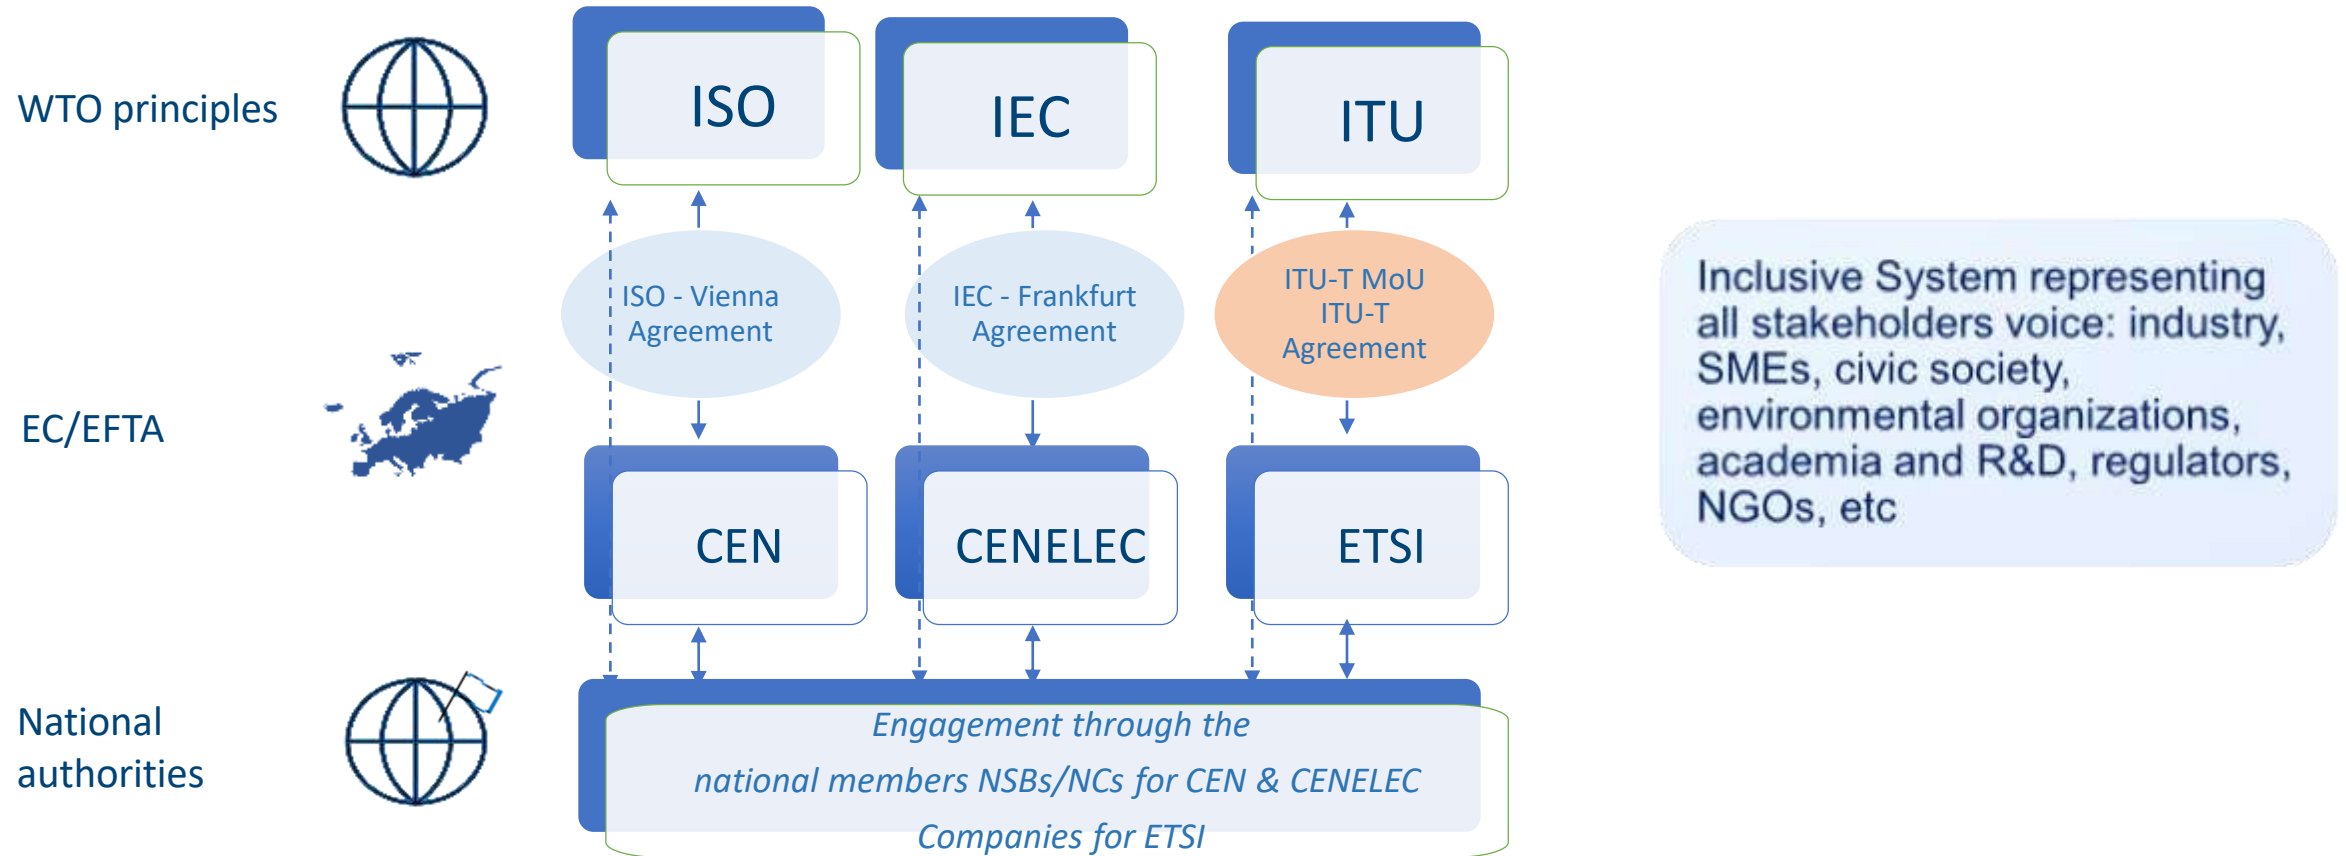 WTO principles
ISO
IEC
ITU
ISO - Vienna
Agreement
IEC - Frankfurt
Agreement
ITU-T MoU
ITU-T
Agreement
EC/EFTA
CEN
CENELEC
ETSI
National
authorities
Engagement through the
national members NSBs/NCs for CEN & CENELEC
Companies for ETSI
Inclusive System representing
all stakeholders voice: industry,
SMEs, civic society,
environmental organizations,
academia and R&D, regulators,
NGOs, etc